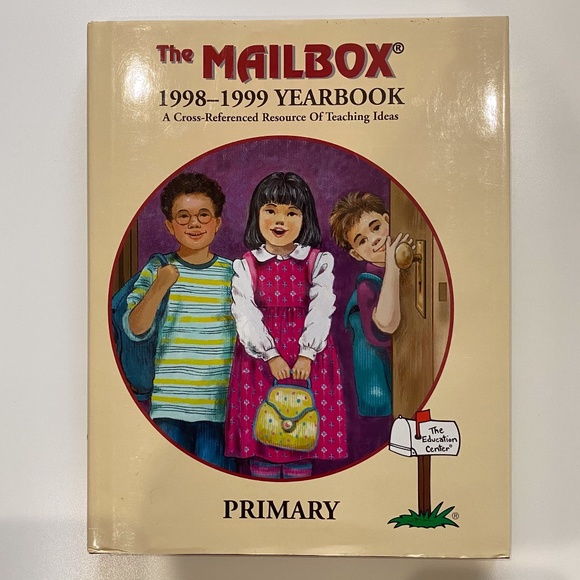 The MAILBOX®
1998–1999 YEARBOOK
A Cross-Referenced Resource Of Teaching Ideas
The
Education
Center®
®
PRIMARY